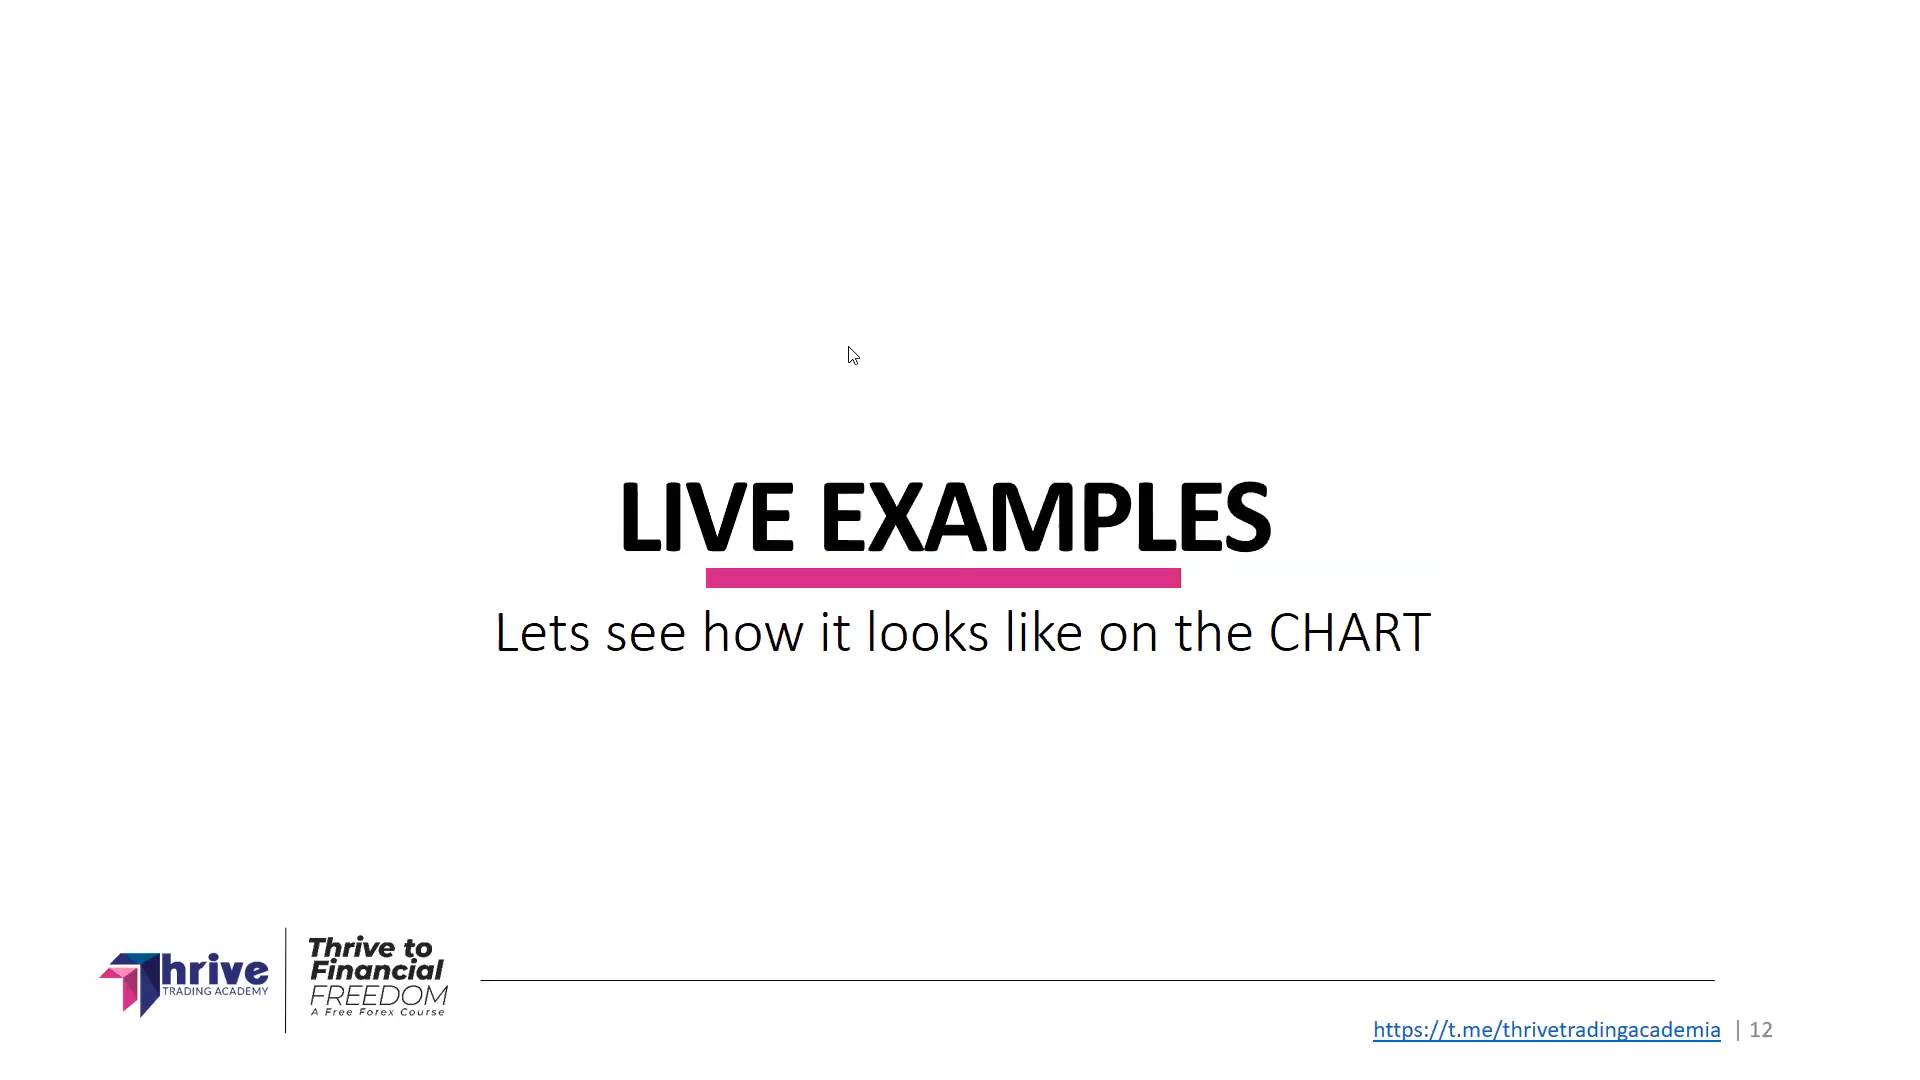 LIVE EXAMPLES
Lets see how it looks like on the CHART
Thrive
TRADING ACADEMY
Thrive to
Financial
FREEDOM
A Free Forex Course
https://t.me/thrivetradingacademia | 12